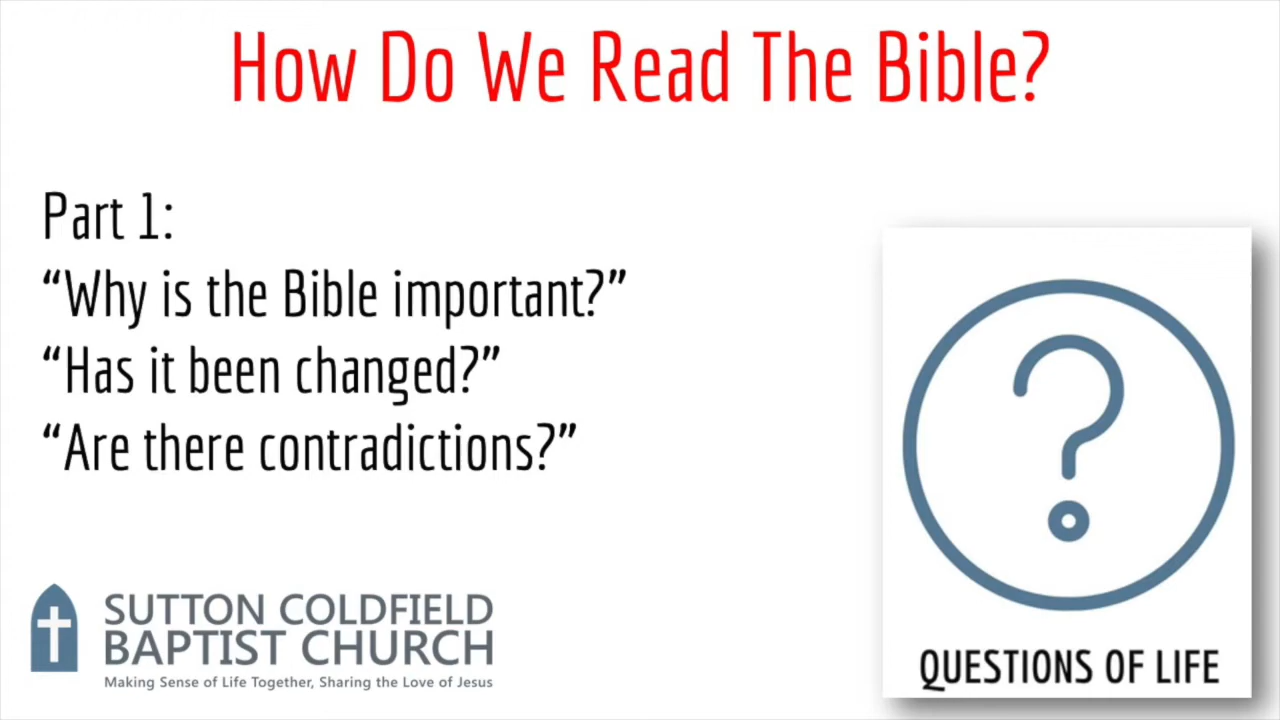 How Do We Read The Bible?
Part 1:
“Why is the Bible important?”
“Has it been changed?”
“Are there contradictions?”
SUTTON COLDFIELD
BAPTIST CHURCH
Making Sense of Life Together, Sharing the Love of Jesus
?
QUESTIONS OF LIFE